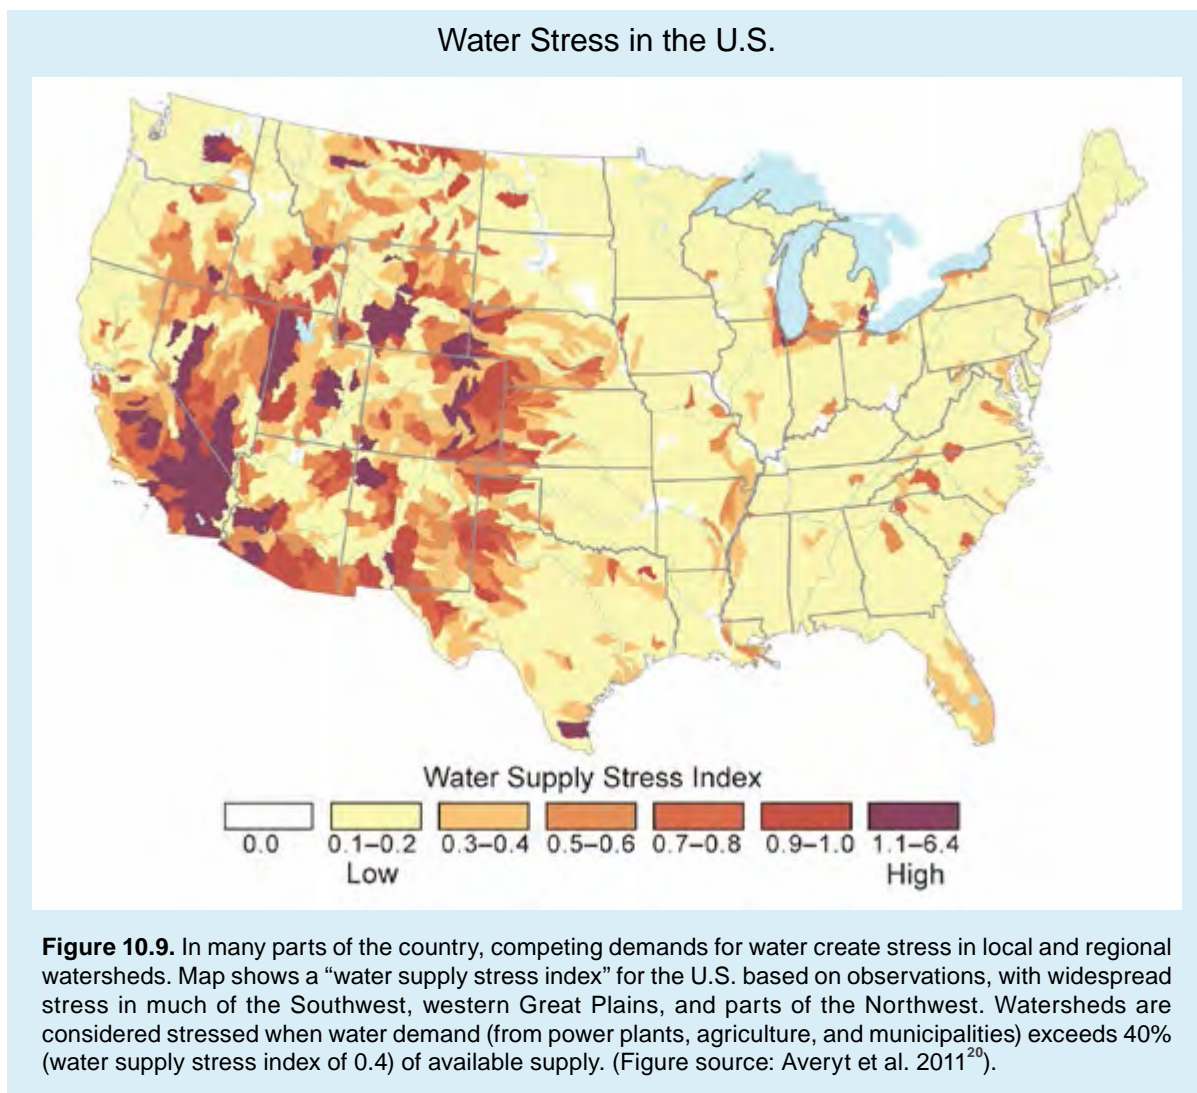 Water Stress in the U.S.
Water Supply Stress Index
0.0 0.1–0.2 0.3–0.4 0.5–0.6 0.7–0.8 0.9–1.0 1.1–6.4
Low High
Figure 10.9. In many parts of the country, competing demands for water create stress in local and regional
watersheds. Map shows a “water supply stress index” for the U.S. based on observations, with widespread
stress in much of the Southwest, western Great Plains, and parts of the Northwest. Watersheds are
considered stressed when water demand (from power plants, agriculture, and municipalities) exceeds 40%
(water supply stress index of 0.4) of available supply. (Figure source: Averyt et al. 2011²⁰).